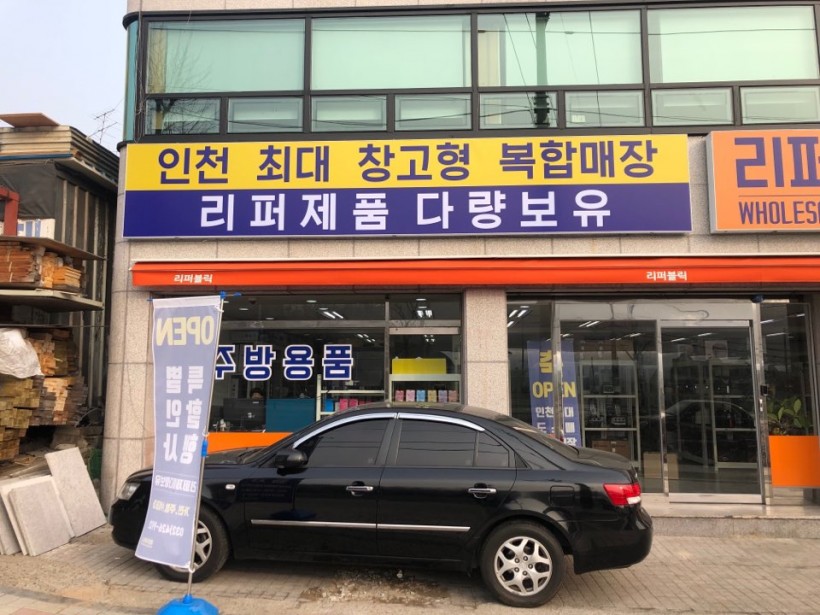 인천 최대 창고형 복합매장
리퍼제품 다량보유
리퍼
WHOLES
리퍼블릭
리퍼블릭
주방용품
OPEN
특별할인행사
OPEN
인천최대